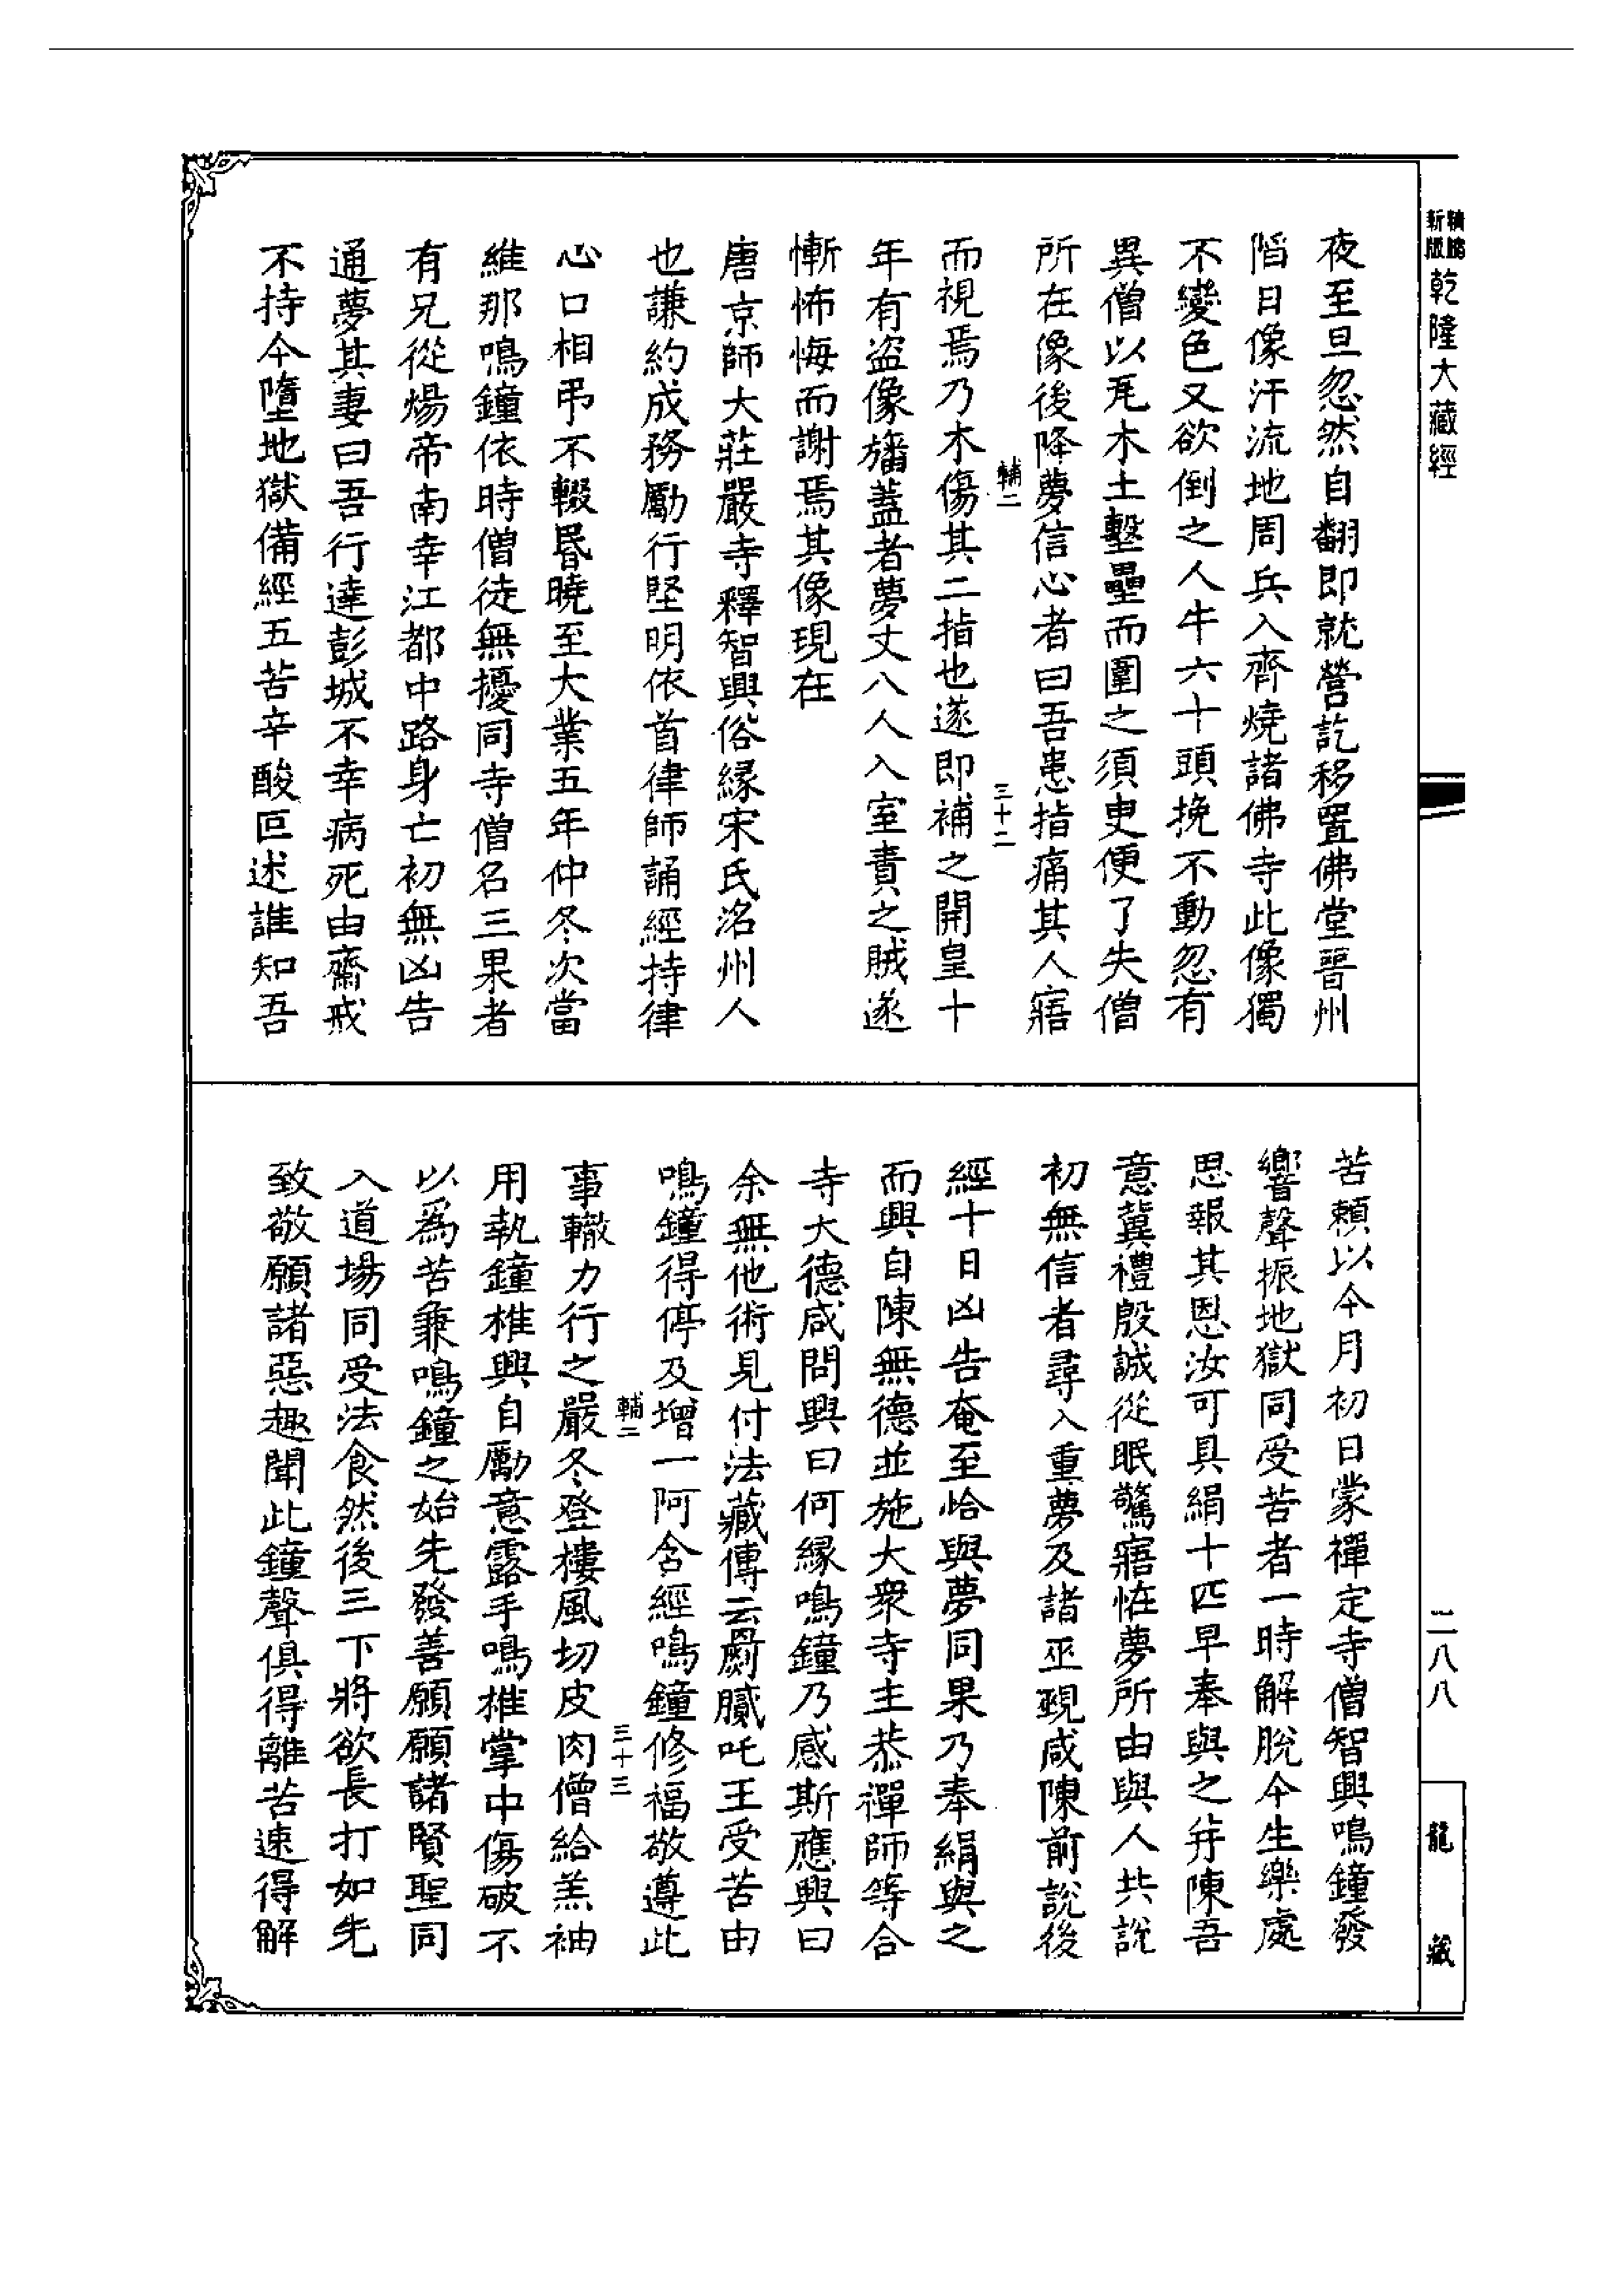 新版 精縮 乾隆大藏經
夜至旦忽然自翻即就營訖移置佛堂晉州
陷日像汗流地周兵入齊燒諸佛寺此像獨
不變色又欲倒之人牛六十頭挽不動忽有
異僧以瓦木土墼壘而圍之須臾便了失僧
所在像後降夢信心者曰吾患指痛其人寤
輔二
三十二
而視焉乃木傷其二指也遂即補之開皇十
年有盜像旛蓋者夢丈八人入室責之賊遂
慚怖悔而謝焉其像現在
唐京師大莊嚴寺釋智興俗緣宋氏洺州人
也謙約成務勵行堅明依首律師誦經持律
心口相弔不輟昬曉至大業五年仲冬次當
維那鳴鐘依時僧徒無擾同寺僧名三果者
有兄從煬帝南幸江都中路身亡初無凶告
通夢其妻曰吾行達彭城不幸病死由齋戒
不持今墮地獄備經五苦辛酸叵述誰知吾
苦賴以今月初日蒙禪定寺僧智興鳴鐘發
響聲振地獄同受苦者一時解脫今生樂處
思報其恩汝可具絹十匹早奉與之并陳吾
意冀禮殷誠從眠驚寤恠夢所由與人共說
初無信者尋入重夢及諸巫覡咸陳前說後
經十日凶告奄至恰與夢同果乃奉絹與之
而興自陳無德並施大衆寺主恭禪師等合
寺大德咸問興曰何緣鳴鐘乃感斯應興曰
余無他術見付法藏傳云罽膩吒王受苦由
鳴鐘得停及增一阿含經鳴鐘修福敬遵此
輔二
三十三
事轍力行之嚴冬登樓風切皮肉僧給羔袖
用執鐘椎興自勵意露手鳴椎掌中傷破不
以爲苦兼鳴鐘之始先發善願願諸賢聖同
入道場同受法食然後三下將欲長打如先
致敬願諸惡趣聞此鐘聲俱得離苦速得解
二八八
龍藏